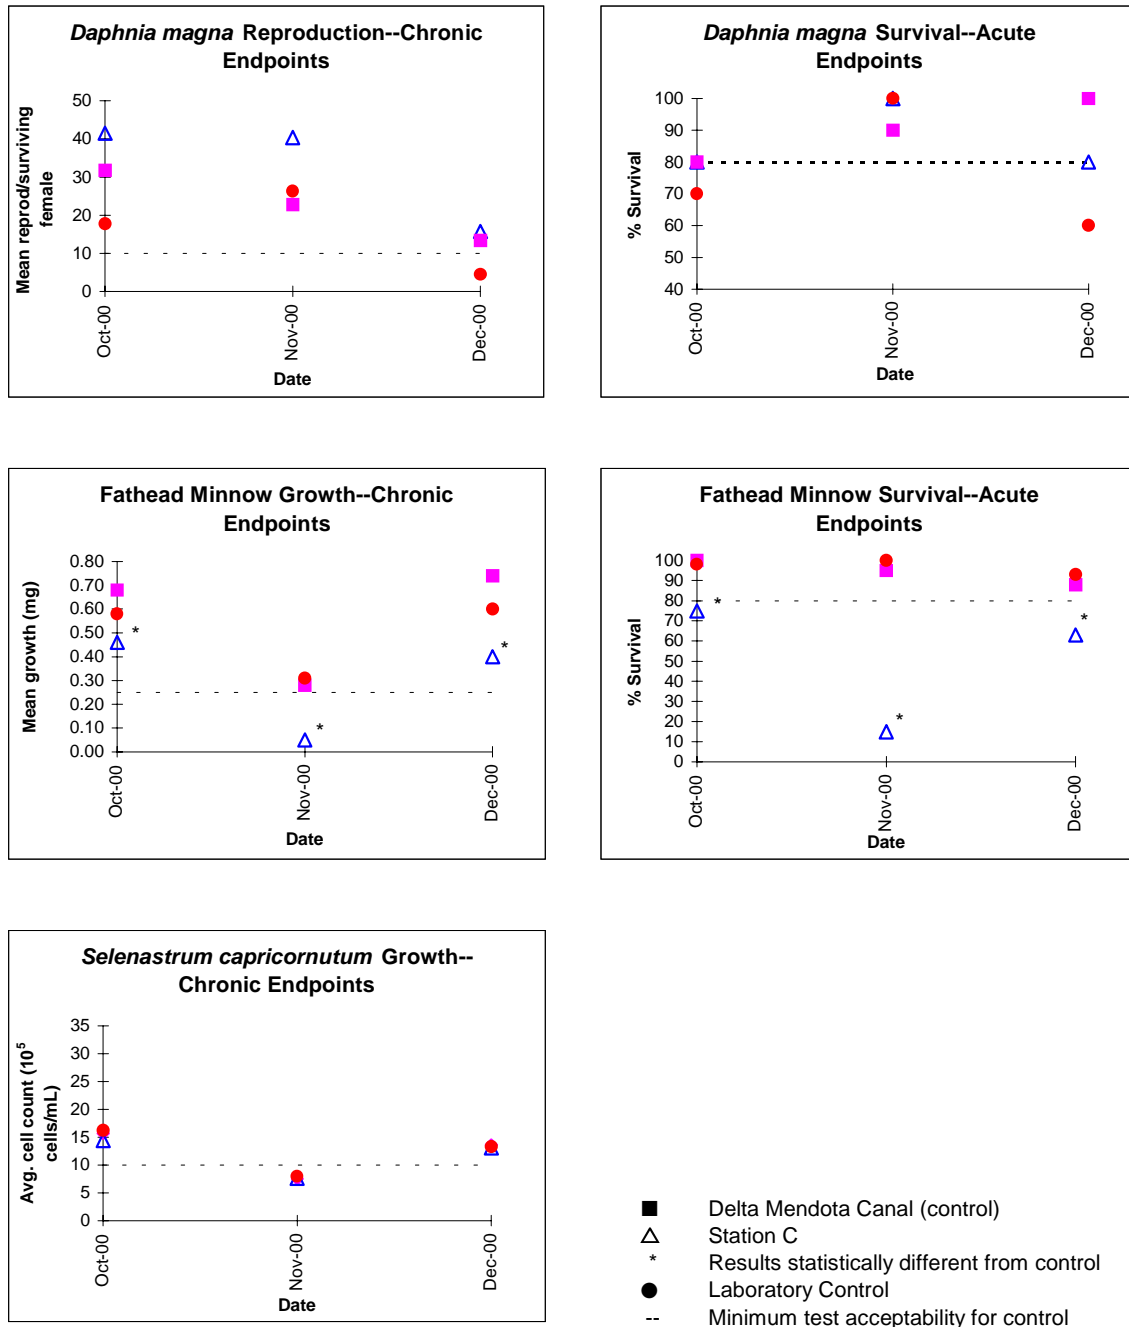 Daphnia magna Reproduction--Chronic
Endpoints
Mean reprod/surviving
female
50
40
30
20
10
0
Oct-00
Nov-00
Dec-00
Date
Daphnia magna Survival--Acute
Endpoints
% Survival
100
90
80
70
60
50
40
Oct-00
Nov-00
Dec-00
Date
Fathead Minnow Growth--Chronic
Endpoints
Mean growth (mg)
0.80
0.70
0.60
0.50
0.40
0.30
0.20
0.10
0.00
*
*
*
Oct-00
Nov-00
Dec-00
Date
Fathead Minnow Survival--Acute
Endpoints
% Survival
100
90
80
70
60
50
40
30
20
10
0
*
*
*
Oct-00
Nov-00
Dec-00
Date
Selenastrum capricornutum Growth--
Chronic Endpoints
Avg. cell count (10⁵
cells/mL)
35
30
25
20
15
10
5
0
Oct-00
Nov-00
Dec-00
Date
Delta Mendota Canal (control)
Station C
* Results statistically different from control
Laboratory Control
-- Minimum test acceptability for control